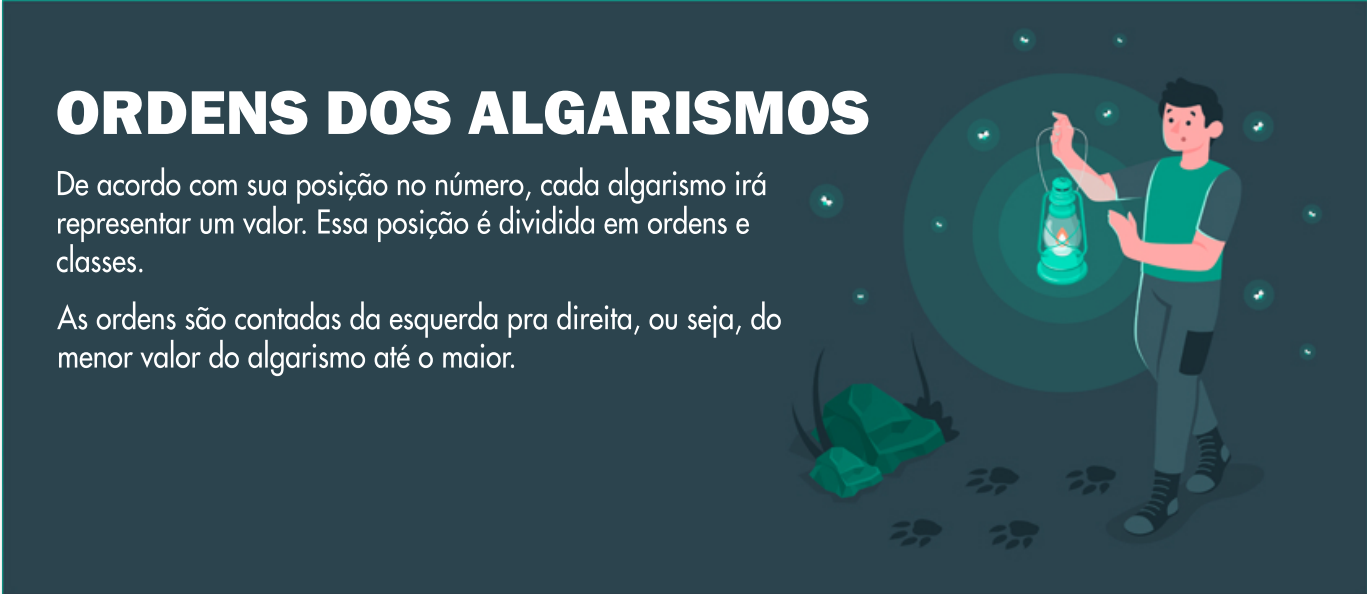 ORDENS DOS ALGARISMOS
De acordo com sua posição no número, cada algarismo irá
representar um valor. Essa posição é dividida em ordens e
classes.
As ordens são contadas da esquerda pra direita, ou seja, do
menor valor do algarismo até o maior.